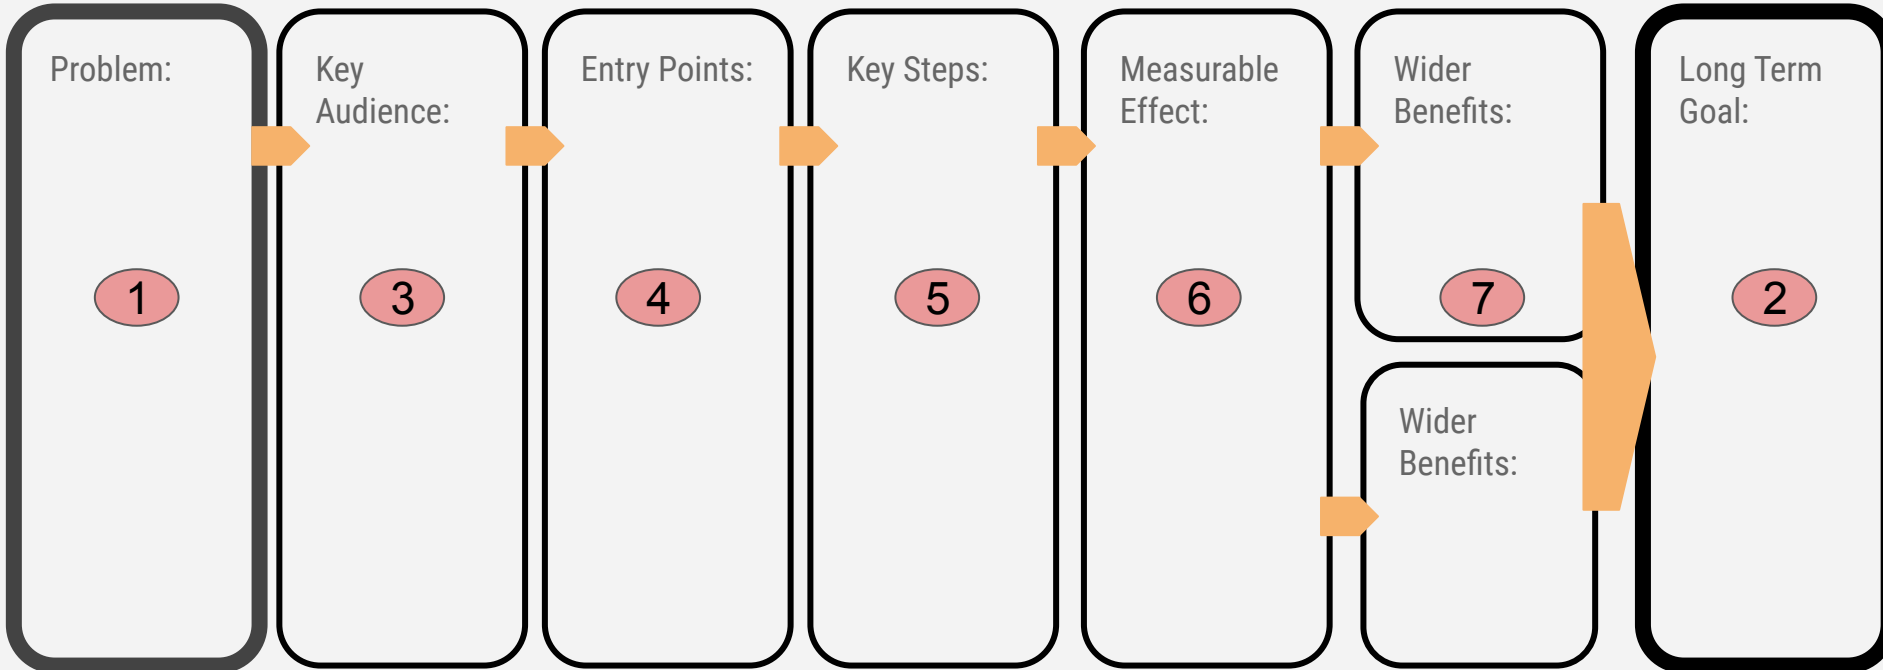 Problem:
1
Key
Audience:
3
Entry Points:
4
Key Steps:
5
Measurable
Effect:
6
Wider
Benefits:
7
Wider
Benefits:
Long Term
Goal:
2